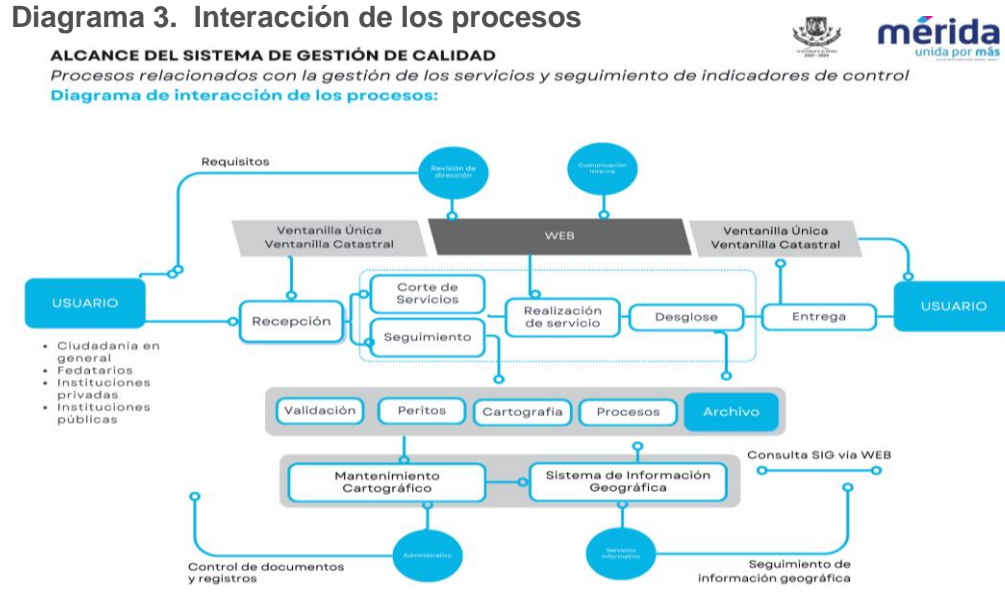 Diagrama 3. Interacción de los procesos
mérida
unida por más
ALCANCE DEL SISTEMA DE GESTIÓN DE CALIDAD
Procesos relacionados con la gestión de los servicios y seguimiento de indicadores de control
Diagrama de interacción de los procesos:
Requisitos
Revisión de
dirección
Comunicación
Interna
Ventanilla Única
Ventanilla Catastral
WEB
Ventanilla Única
Ventanilla Catastral
USUARIO
Recepción
Corte de
Servicios
Seguimiento
Realización
de servicio
Desglose
Entrega
USUARIO
• Ciudadanía en
general
• Fedatarios
• Instituciones
privadas
• Instituciones
públicas
Validación
Peritos
Cartografía
Procesos
Archivo
Mantenimiento
Cartográfico
Sistema de Información
Geográfica
Consulta SIG vía WEB
Administrativo
Servicios
informativo
Control de documentos
y registros
Seguimiento de
información geográfica